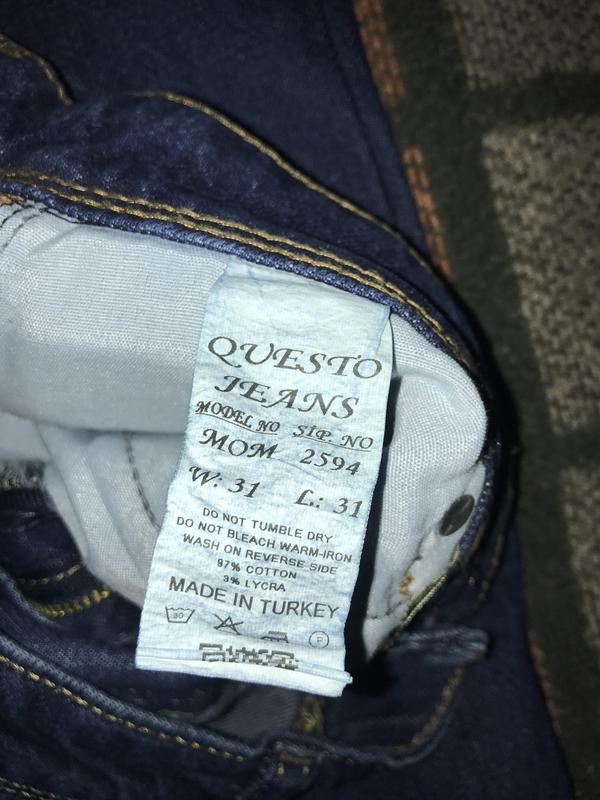 QUESTO
JEANS
MODEL NO SIP. NO
MOM 2594
W: 31 L: 31
DO NOT TUMBLE DRY
DO NOT BLEACH WARM-IRON
WASH ON REVERSE SIDE
97% COTTON
3% LYCRA
MADE IN TURKEY
30 P